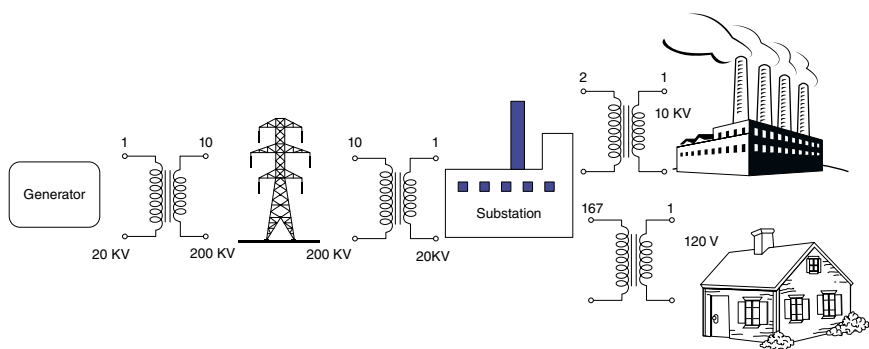 2 1
10 KV
1 10
10 1
Generator
Substation
167 1
20 KV 200 KV
200 KV 20KV
120 V